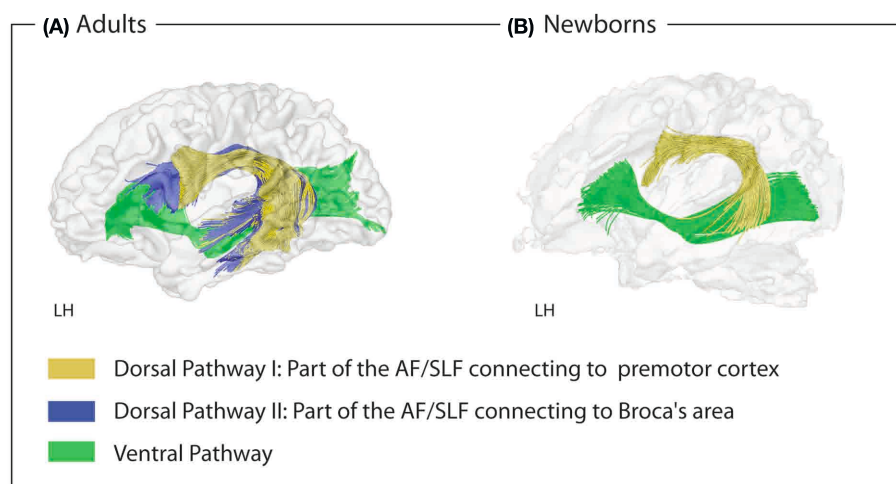 (A) Adults
(B) Newborns
LH
LH
Dorsal Pathway I: Part of the AF/SLF connecting to premotor cortex
Dorsal Pathway II: Part of the AF/SLF connecting to Broca's area
Ventral Pathway